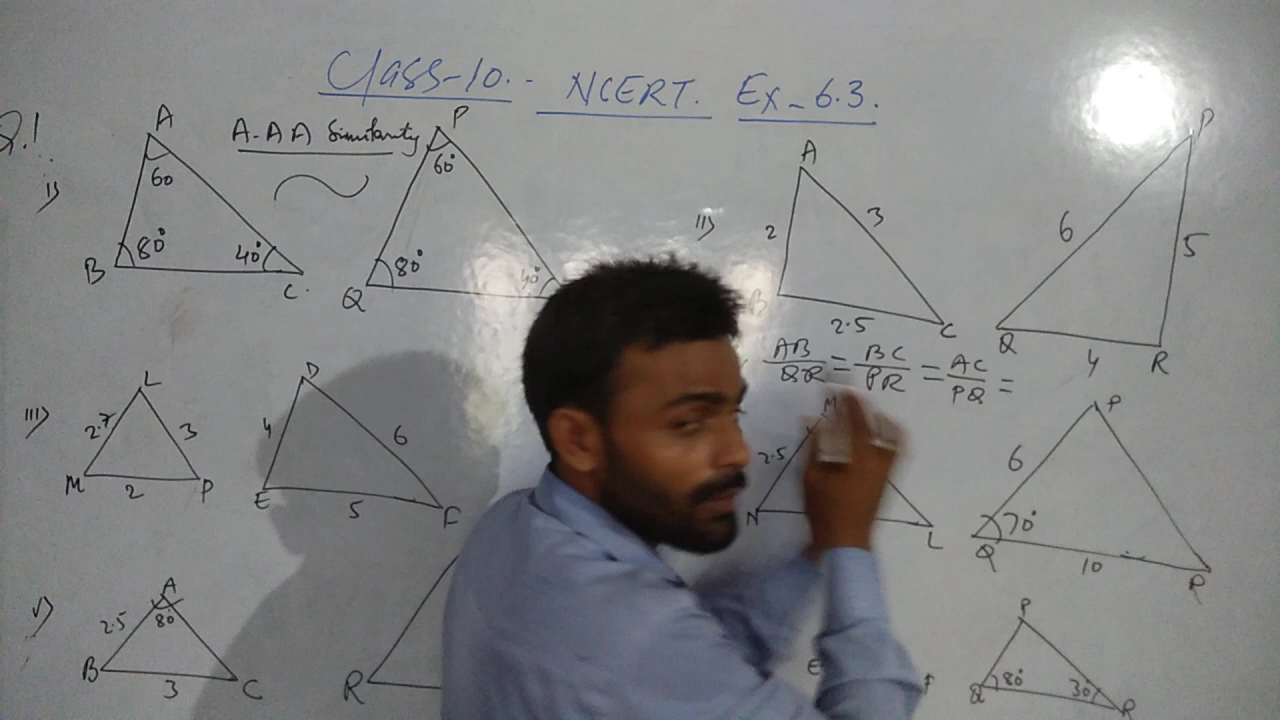 Class-10.- NCERT. Ex-6.3.
Q.1
A-AA Similarity
I)
A
60
B
80°
40°
C.
P
60°
Q
80°
40°
II)
A
2
3
B
2.5
C
P
6
5
Q
4
R
AB/QR = BC/PR = AC/PQ =
III)
L
2.7
3
M
2
P
D
4
6
E
5
F
M
2.5
N
L
P
6
70°
Q
10
R
V)
A
80
2.5
B
3
C
R
E
F
P
Q
80°
30°
R